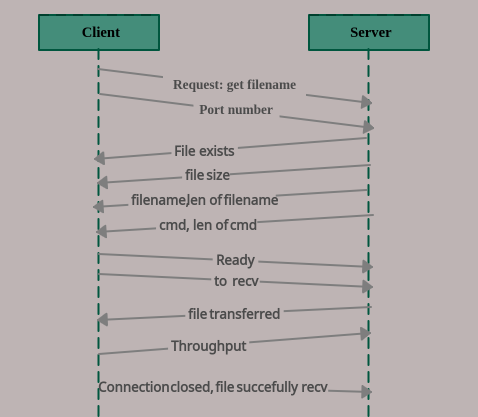 Client
Server
Request: get filename
Port number
File exists
file size
filename,len of filename
cmd, len of cmd
Ready
to recv
file transferred
Throughput
Connection closed, file succefully recv